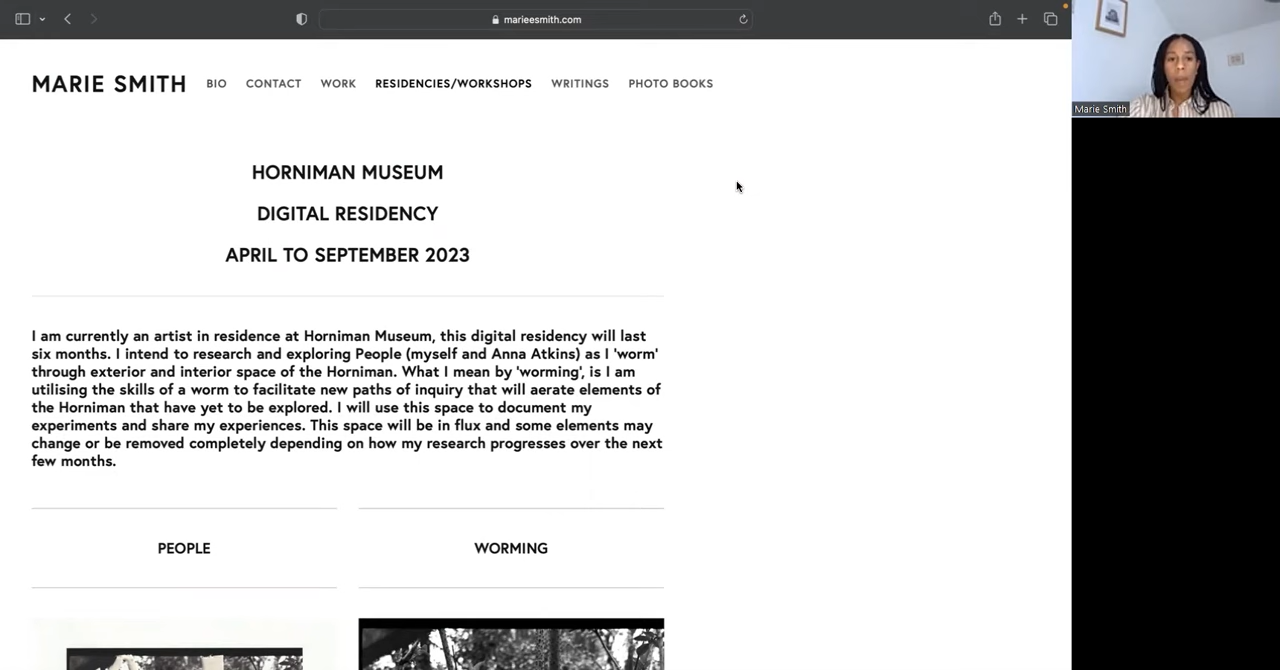 marieesmith.com
MARIE SMITH BIO CONTACT WORK RESIDENCIES/WORKSHOPS WRITINGS PHOTO BOOKS
Marie Smith
HORNIMAN MUSEUM
DIGITAL RESIDENCY
APRIL TO SEPTEMBER 2023
I am currently an artist in residence at Horniman Museum, this digital residency will last
six months. I intend to research and exploring People (myself and Anna Atkins) as I 'worm'
through exterior and interior space of the Horniman. What I mean by 'worming', is I am
utilising the skills of a worm to facilitate new paths of inquiry that will aerate elements of
the Horniman that have yet to be explored. I will use this space to document my
experiments and share my experiences. This space will be in flux and some elements may
change or be removed completely depending on how my research progresses over the next
few months.
PEOPLE WORMING